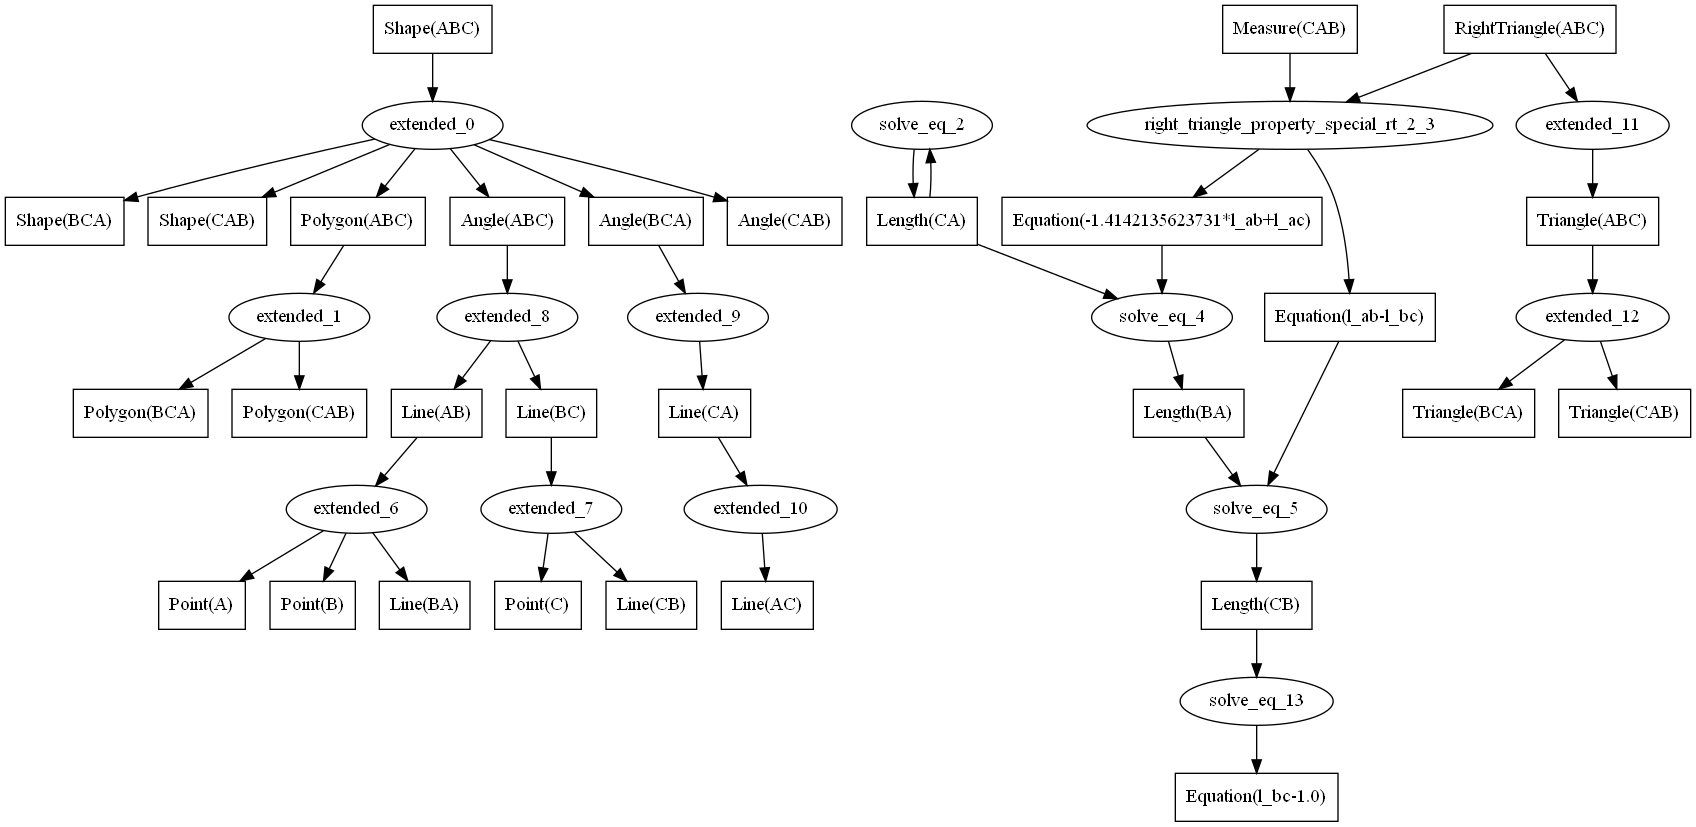 Shape(ABC)
Measure(CAB)
RightTriangle(ABC)
extended_0
solve_eq_2
right_triangle_property_special_rt_2_3
extended_11
Shape(BCA)
Shape(CAB)
Polygon(ABC)
Angle(ABC)
Angle(BCA)
Angle(CAB)
Length(CA)
Equation(-1.4142135623731*l_ab+l_ac)
Triangle(ABC)
extended_1
extended_8
extended_9
solve_eq_4
Equation(l_ab-l_bc)
extended_12
Polygon(BCA)
Polygon(CAB)
Line(AB)
Line(BC)
Line(CA)
Length(BA)
Triangle(BCA)
Triangle(CAB)
extended_6
extended_7
extended_10
solve_eq_5
Point(A)
Point(B)
Line(BA)
Point(C)
Line(CB)
Line(AC)
Length(CB)
solve_eq_13
Equation(l_bc-1.0)